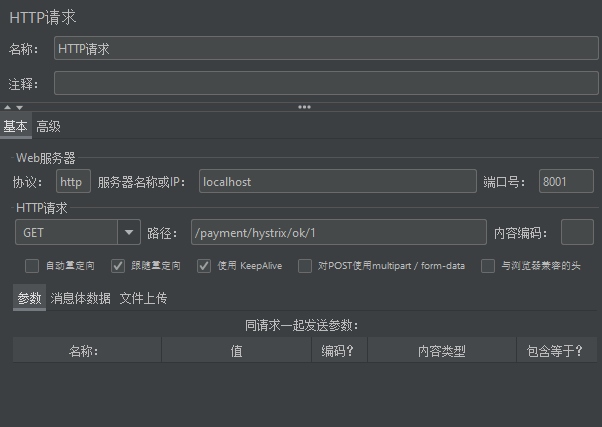 HTTP请求
名称： HTTP请求
注释：
基本 高级
Web服务器
协议： http 服务器名称或IP： localhost 端口号： 8001
HTTP请求
GET 路径： /payment/hystrix/ok/1 内容编码：
自动重定向 跟随重定向 使用 KeepAlive 对POST使用multipart / form-data 与浏览器兼容的头
参数 消息体数据 文件上传
同请求一起发送参数：
名称： 值 编码? 内容类型 包含等于?